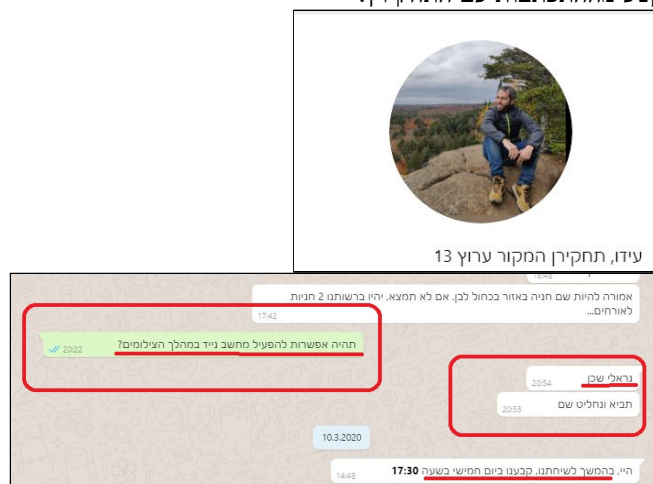 עידו, תחקירן המקור ערוץ 13
אמורה להיות שם חניה באזור בכחול לבן. אם לא תמצא, יהיו ברשותנו 2 חניות
לאורחים...
17:42
תהיה אפשרות להפעיל מחשב נייד במהלך הצילומים?
20:22
נראלי שכן
20:54
תביא ונחליט שם
20:55
10.3.2020
היי, בהמשך לשיחתנו, קבענו ביום חמישי בשעה 17:30
14:48